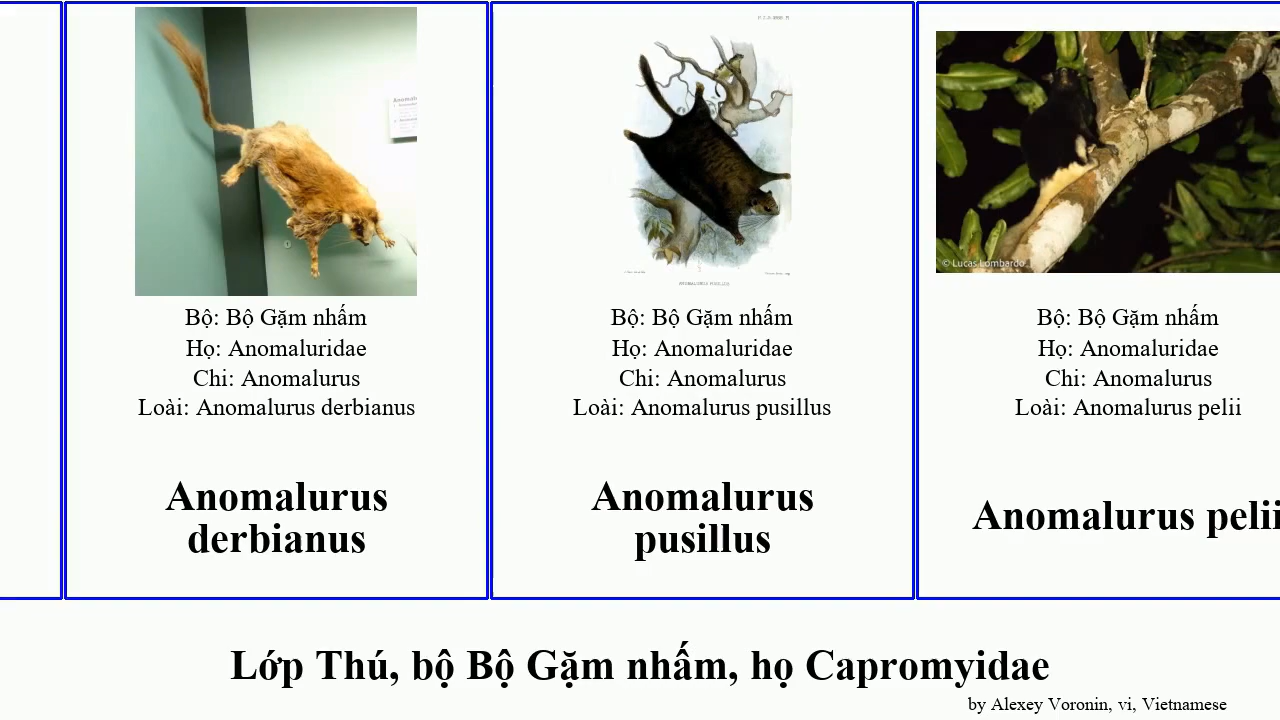 Bộ: Bộ Gặm nhấm
Họ: Anomaluridae
Chi: Anomalurus
Loài: Anomalurus derbianus
Anomalurus
derbianus
ANOMALURUS PUSILLUS
Bộ: Bộ Gặm nhấm
Họ: Anomaluridae
Chi: Anomalurus
Loài: Anomalurus pusillus
Anomalurus
pusillus
© Lucas Lombardo
Bộ: Bộ Gặm nhấm
Họ: Anomaluridae
Chi: Anomalurus
Loài: Anomalurus pelii
Anomalurus pelii
Lớp Thú, bộ Bộ Gặm nhấm, họ Capromyidae
by Alexey Voronin, vi, Vietnamese